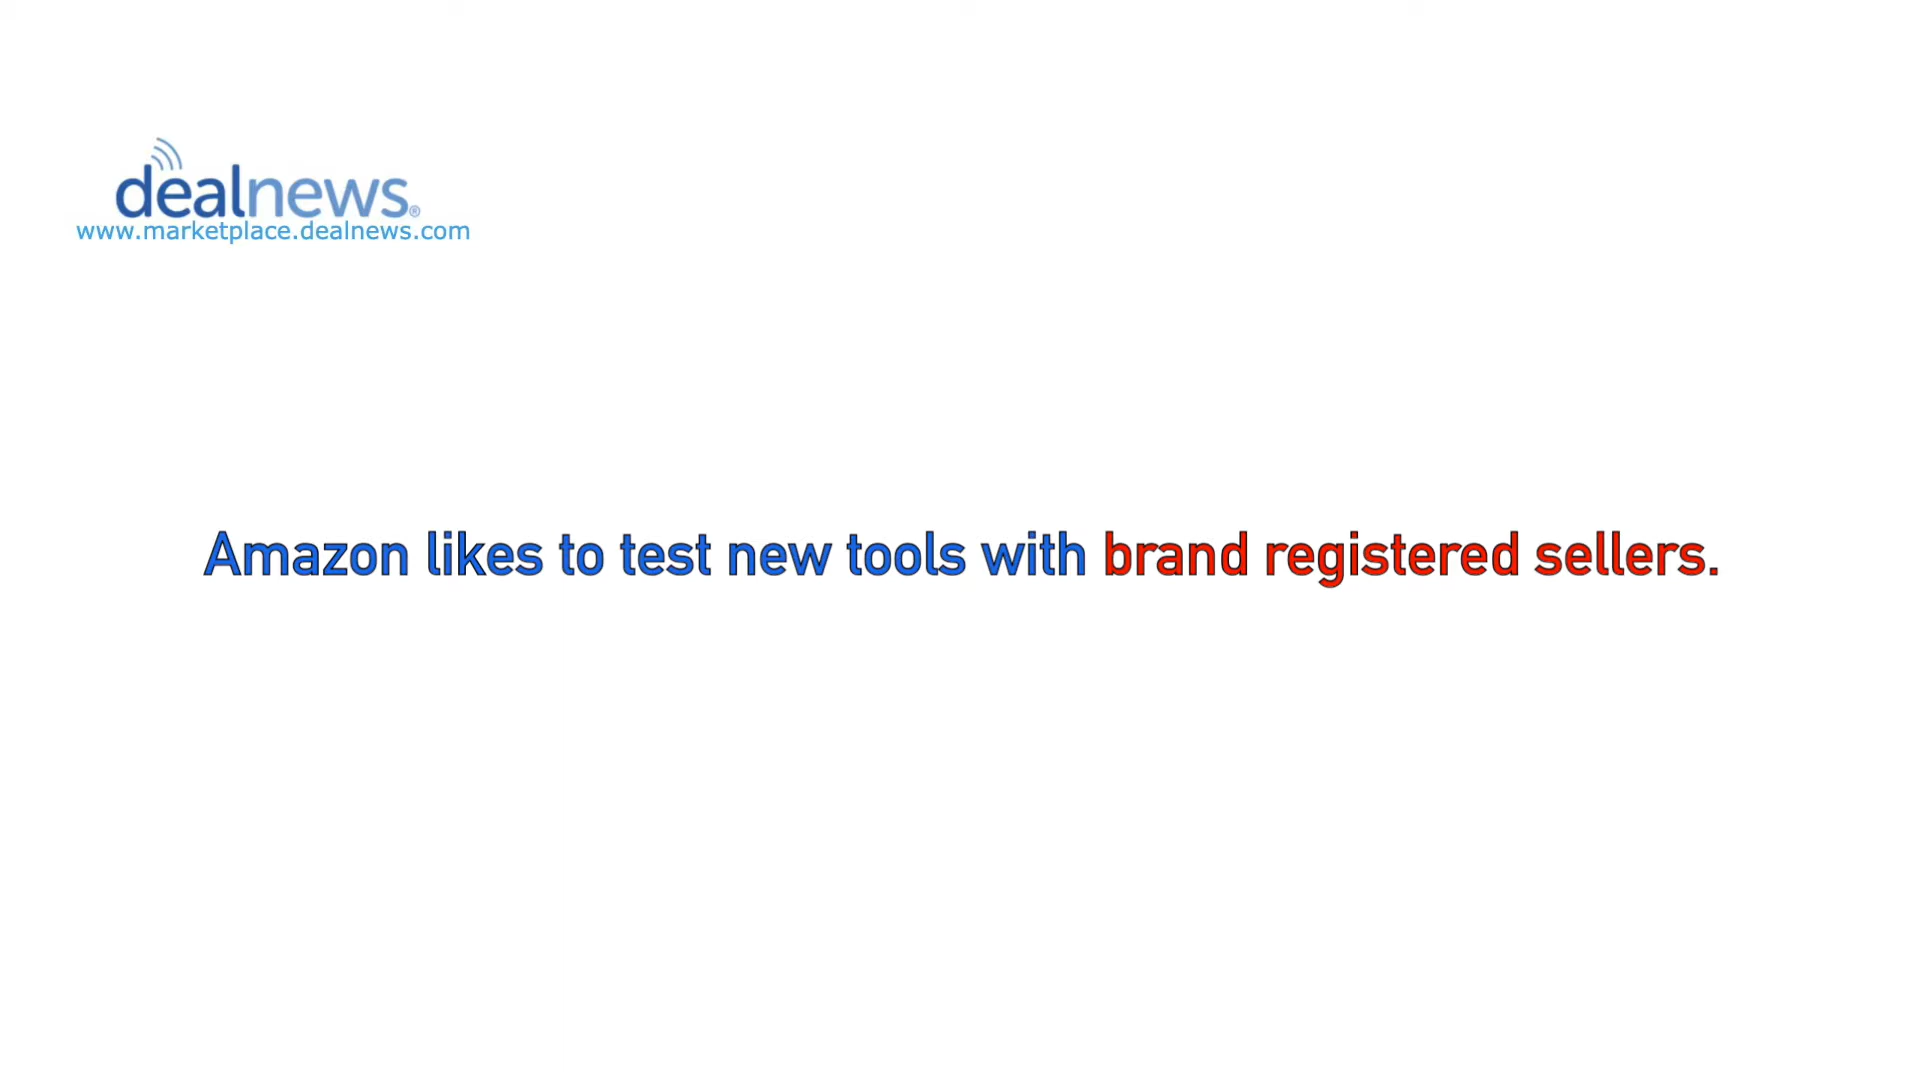 dealnews®
www.marketplace.dealnews.com
Amazon likes to test new tools with brand registered sellers.